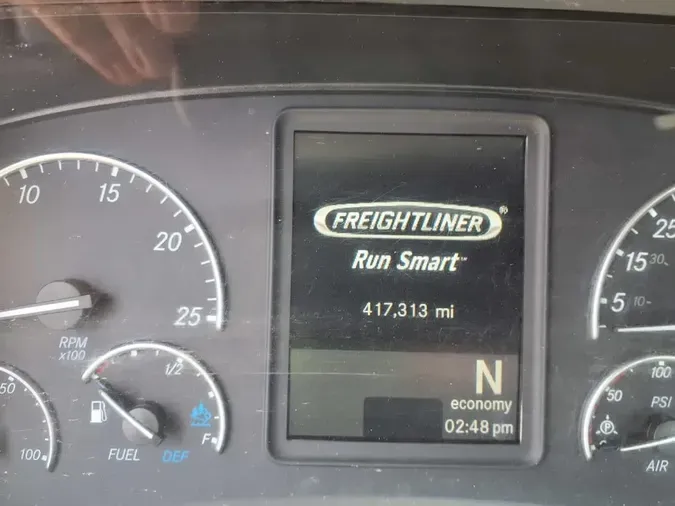 10
15
20
25
RPM
x100
50
100
1/2
F
FUEL
DEF
FREIGHTLINER®
Run Smart™
417,313 mi
N
economy
02:48 pm
25
15
30
5
10
100
50
PSI
P
AIR